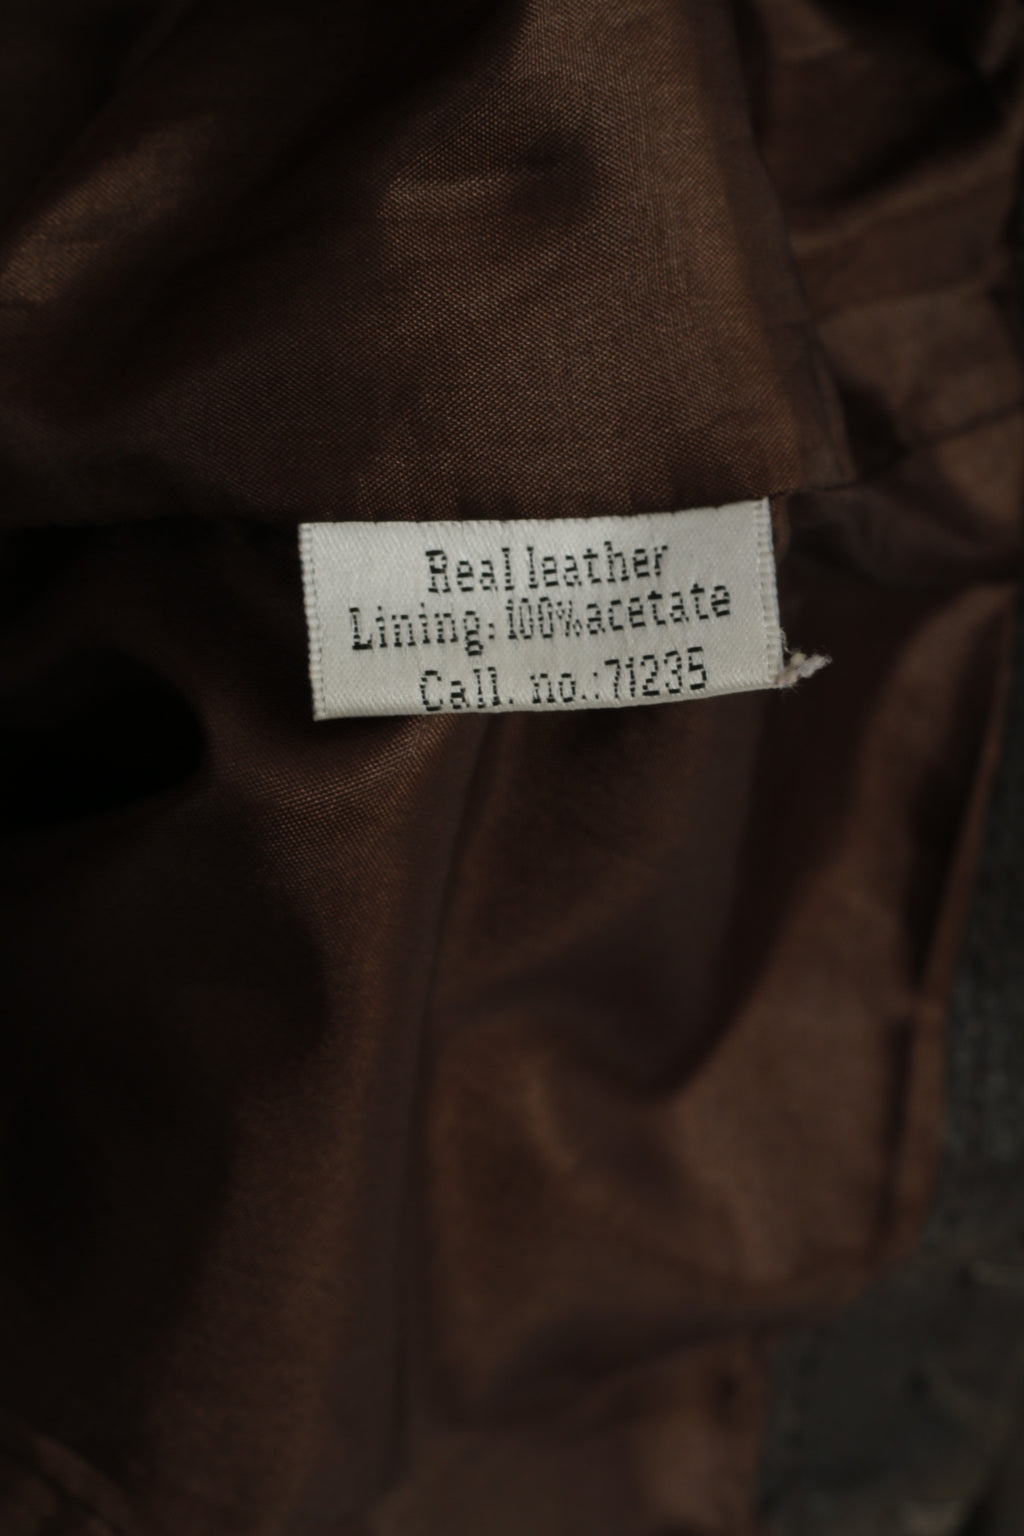 Real leather
Lining: 100% acetate
Call. no.: 71235